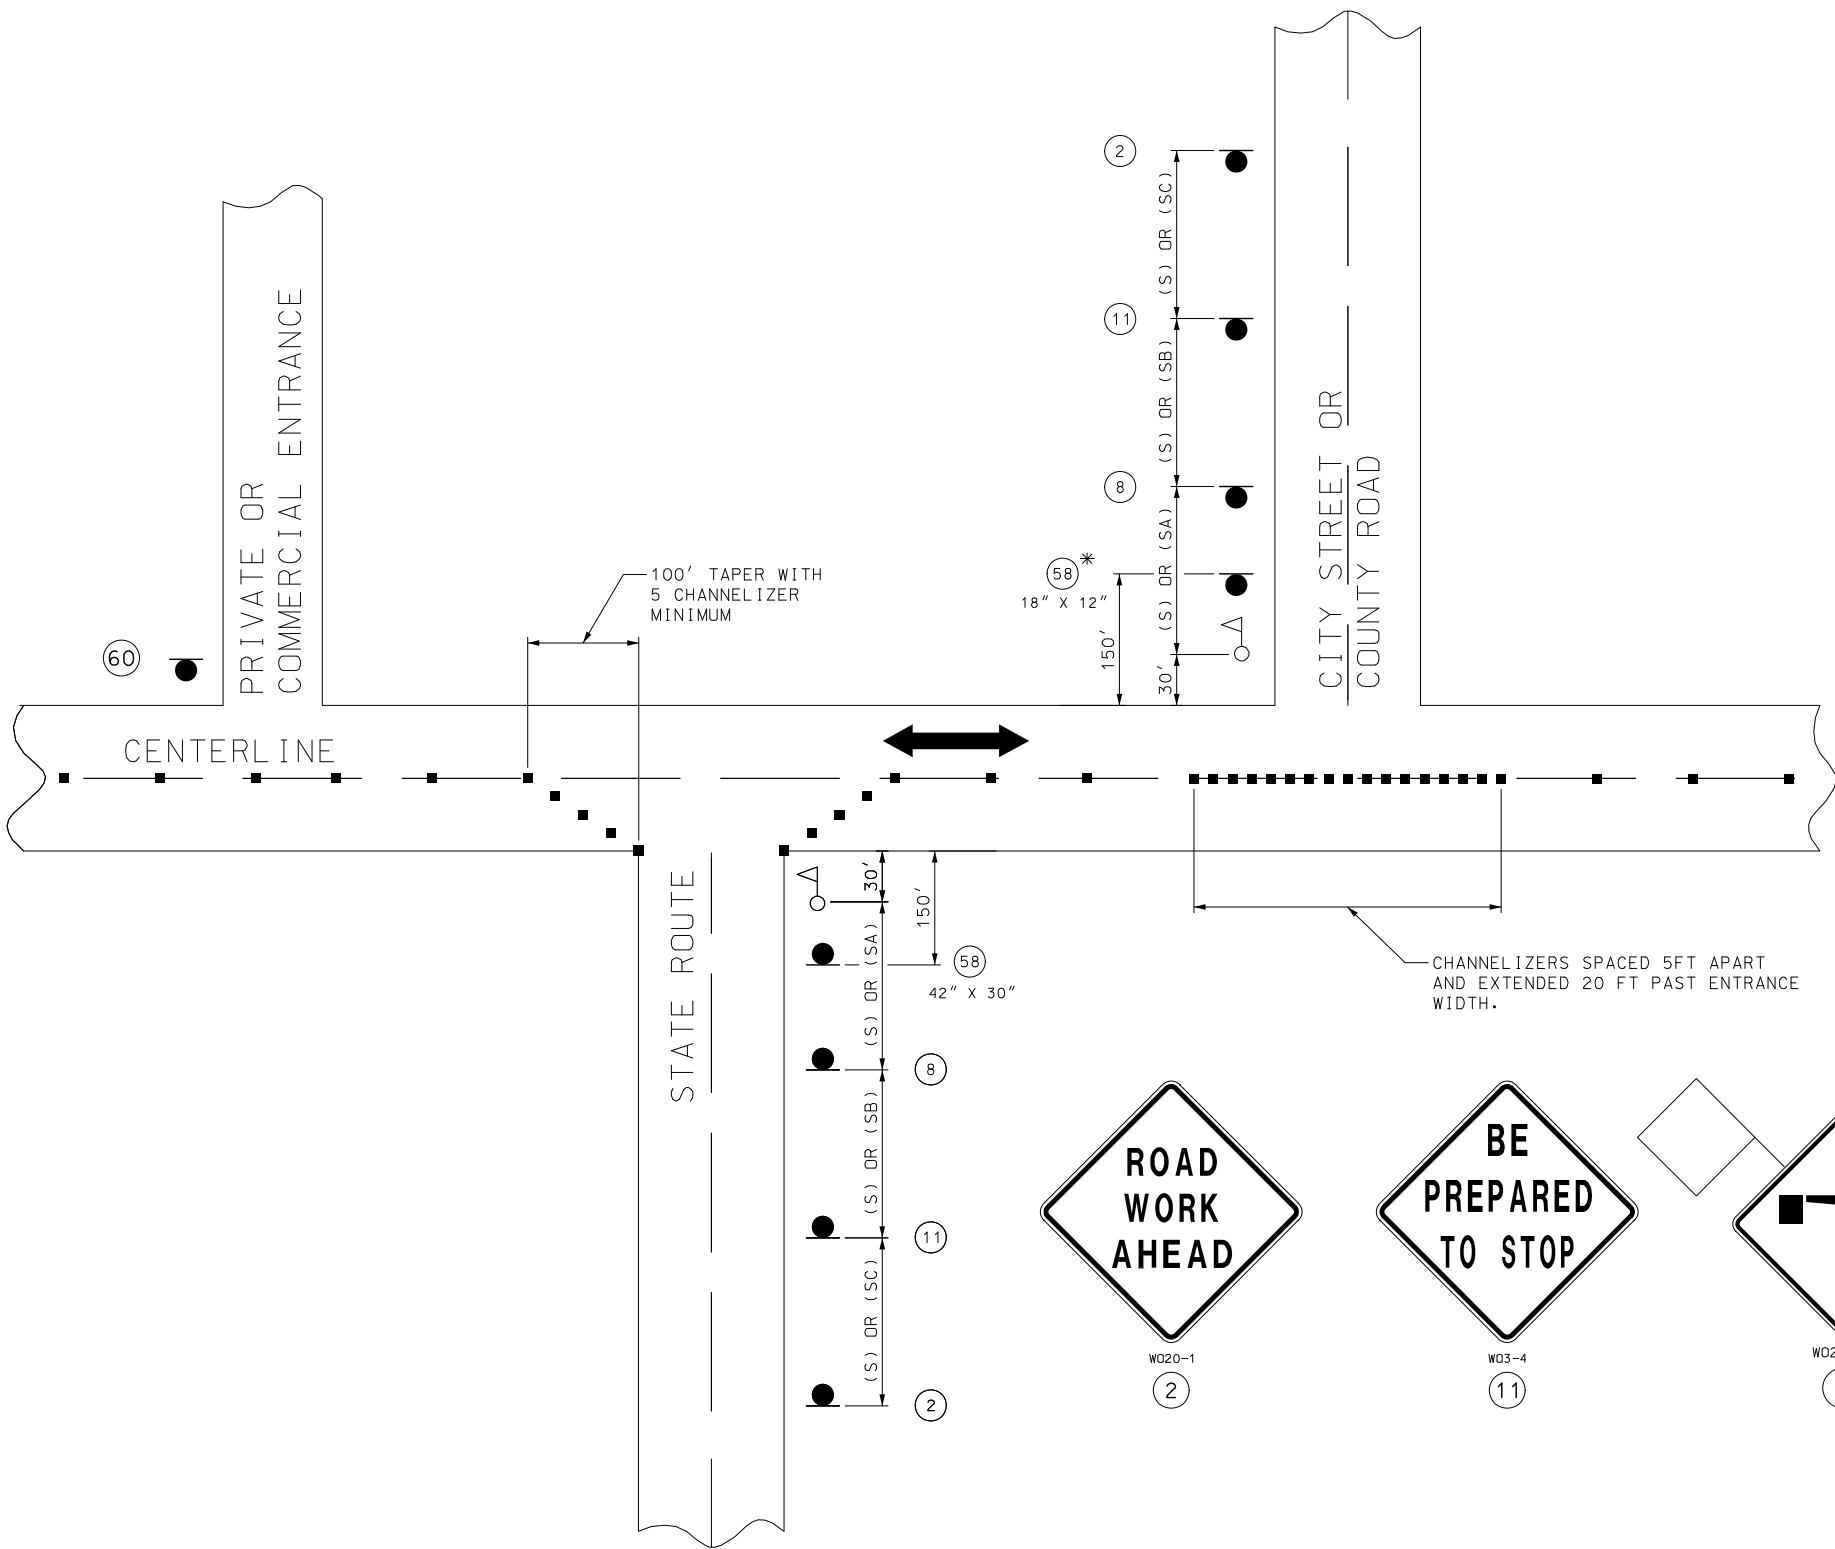 2
(S) OR (SC)
11
(S) OR (SB)
8
(S) OR (SA)
58 *
18" X 12"
150'
30'
CITY STREET OR
COUNTY ROAD
PRIVATE OR
COMMERCIAL ENTRANCE
60
100' TAPER WITH
5 CHANNELIZER
MINIMUM
CENTERLINE
STATE ROUTE
30'
150'
(S) OR (SA)
58
42" X 30"
8
(S) OR (SB)
11
(S) OR (SC)
2
CHANNELIZERS SPACED 5FT APART
AND EXTENDED 20 FT PAST ENTRANCE
WIDTH.
ROAD
WORK
AHEAD
WO20-1
2
BE
PREPARED
TO STOP
WO3-4
11